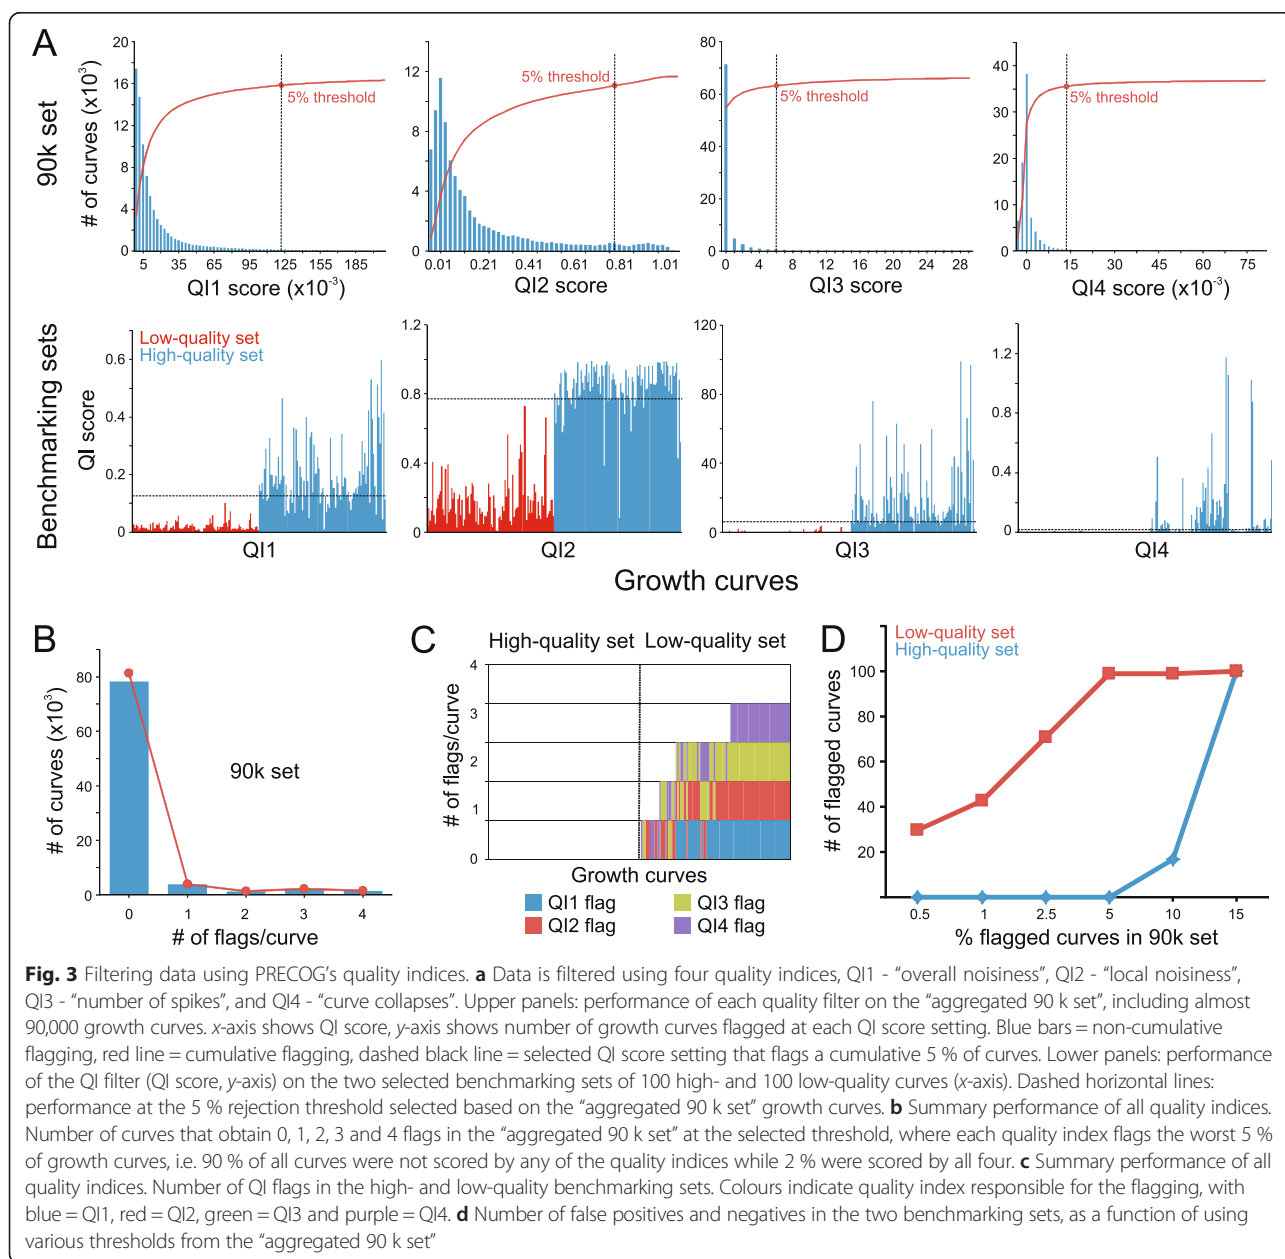 A
90k set
# of curves (x10³)
20
16
12
8
4
0
5% threshold
5 35 65 95 125 155 185
QI1 score (x10⁻³)
12
8
4
0
5% threshold
0.01 0.21 0.41 0.61 0.81 1.01
QI2 score
80
60
40
20
0
5% threshold
0 4 8 12 16 20 24 28
QI3 score
40
30
20
10
0
5% threshold
0 15 30 45 60 75
QI4 score (x10⁻³)
Benchmarking sets
QI score
Low-quality set
High-quality set
0.6
0.4
0.2
0
QI1
1.2
0.8
0.4
0
QI2
120
80
40
0
QI3
1.2
0.8
0.4
0
QI4
Growth curves
B
# of curves (x10³)
80
60
40
20
0
90k set
0 1 2 3 4
# of flags/curve
C
High-quality set Low-quality set
# of flags/curve
4
3
2
1
0
Growth curves
QI1 flag QI3 flag
QI2 flag QI4 flag
D
Low-quality set
High-quality set
# of flagged curves
100
80
60
40
20
0.5 1 2.5 5 10 15
% flagged curves in 90k set
Fig. 3 Filtering data using PRECOG’s quality indices. a Data is filtered using four quality indices, QI1 - “overall noisiness”, QI2 - “local noisiness”,
QI3 - “number of spikes”, and QI4 - “curve collapses”. Upper panels: performance of each quality filter on the “aggregated 90 k set”, including almost
90,000 growth curves. x-axis shows QI score, y-axis shows number of growth curves flagged at each QI score setting. Blue bars = non-cumulative
flagging, red line = cumulative flagging, dashed black line = selected QI score setting that flags a cumulative 5 % of curves. Lower panels: performance
of the QI filter (QI score, y-axis) on the two selected benchmarking sets of 100 high- and 100 low-quality curves (x-axis). Dashed horizontal lines:
performance at the 5 % rejection threshold selected based on the “aggregated 90 k set” growth curves. b Summary performance of all quality indices.
Number of curves that obtain 0, 1, 2, 3 and 4 flags in the “aggregated 90 k set” at the selected threshold, where each quality index flags the worst 5 %
of growth curves, i.e. 90 % of all curves were not scored by any of the quality indices while 2 % were scored by all four. c Summary performance of all
quality indices. Number of QI flags in the high- and low-quality benchmarking sets. Colours indicate quality index responsible for the flagging, with
blue = QI1, red = QI2, green = QI3 and purple = QI4. d Number of false positives and negatives in the two benchmarking sets, as a function of using
various thresholds from the “aggregated 90 k set”